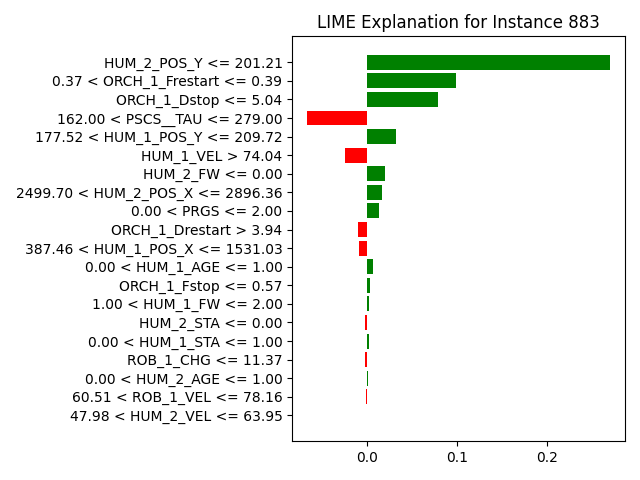 LIME Explanation for Instance 883
HUM_2_POS_Y <= 201.21
0.37 < ORCH_1_Frestart <= 0.39
ORCH_1_Dstop <= 5.04
162.00 < PSCS__TAU <= 279.00
177.52 < HUM_1_POS_Y <= 209.72
HUM_1_VEL > 74.04
HUM_2_FW <= 0.00
2499.70 < HUM_2_POS_X <= 2896.36
0.00 < PRGS <= 2.00
ORCH_1_Drestart > 3.94
387.46 < HUM_1_POS_X <= 1531.03
0.00 < HUM_1_AGE <= 1.00
ORCH_1_Fstop <= 0.57
1.00 < HUM_1_FW <= 2.00
HUM_2_STA <= 0.00
0.00 < HUM_1_STA <= 1.00
ROB_1_CHG <= 11.37
0.00 < HUM_2_AGE <= 1.00
60.51 < ROB_1_VEL <= 78.16
47.98 < HUM_2_VEL <= 63.95
0.0 0.1 0.2